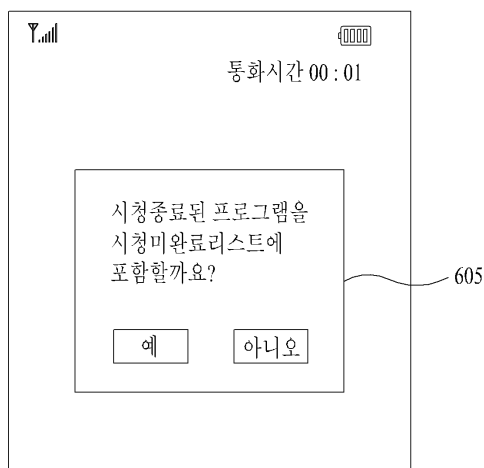 통화시간 00 : 01
시청종료된 프로그램을
시청미완료리스트에
포함할까요?
605
예 아니오